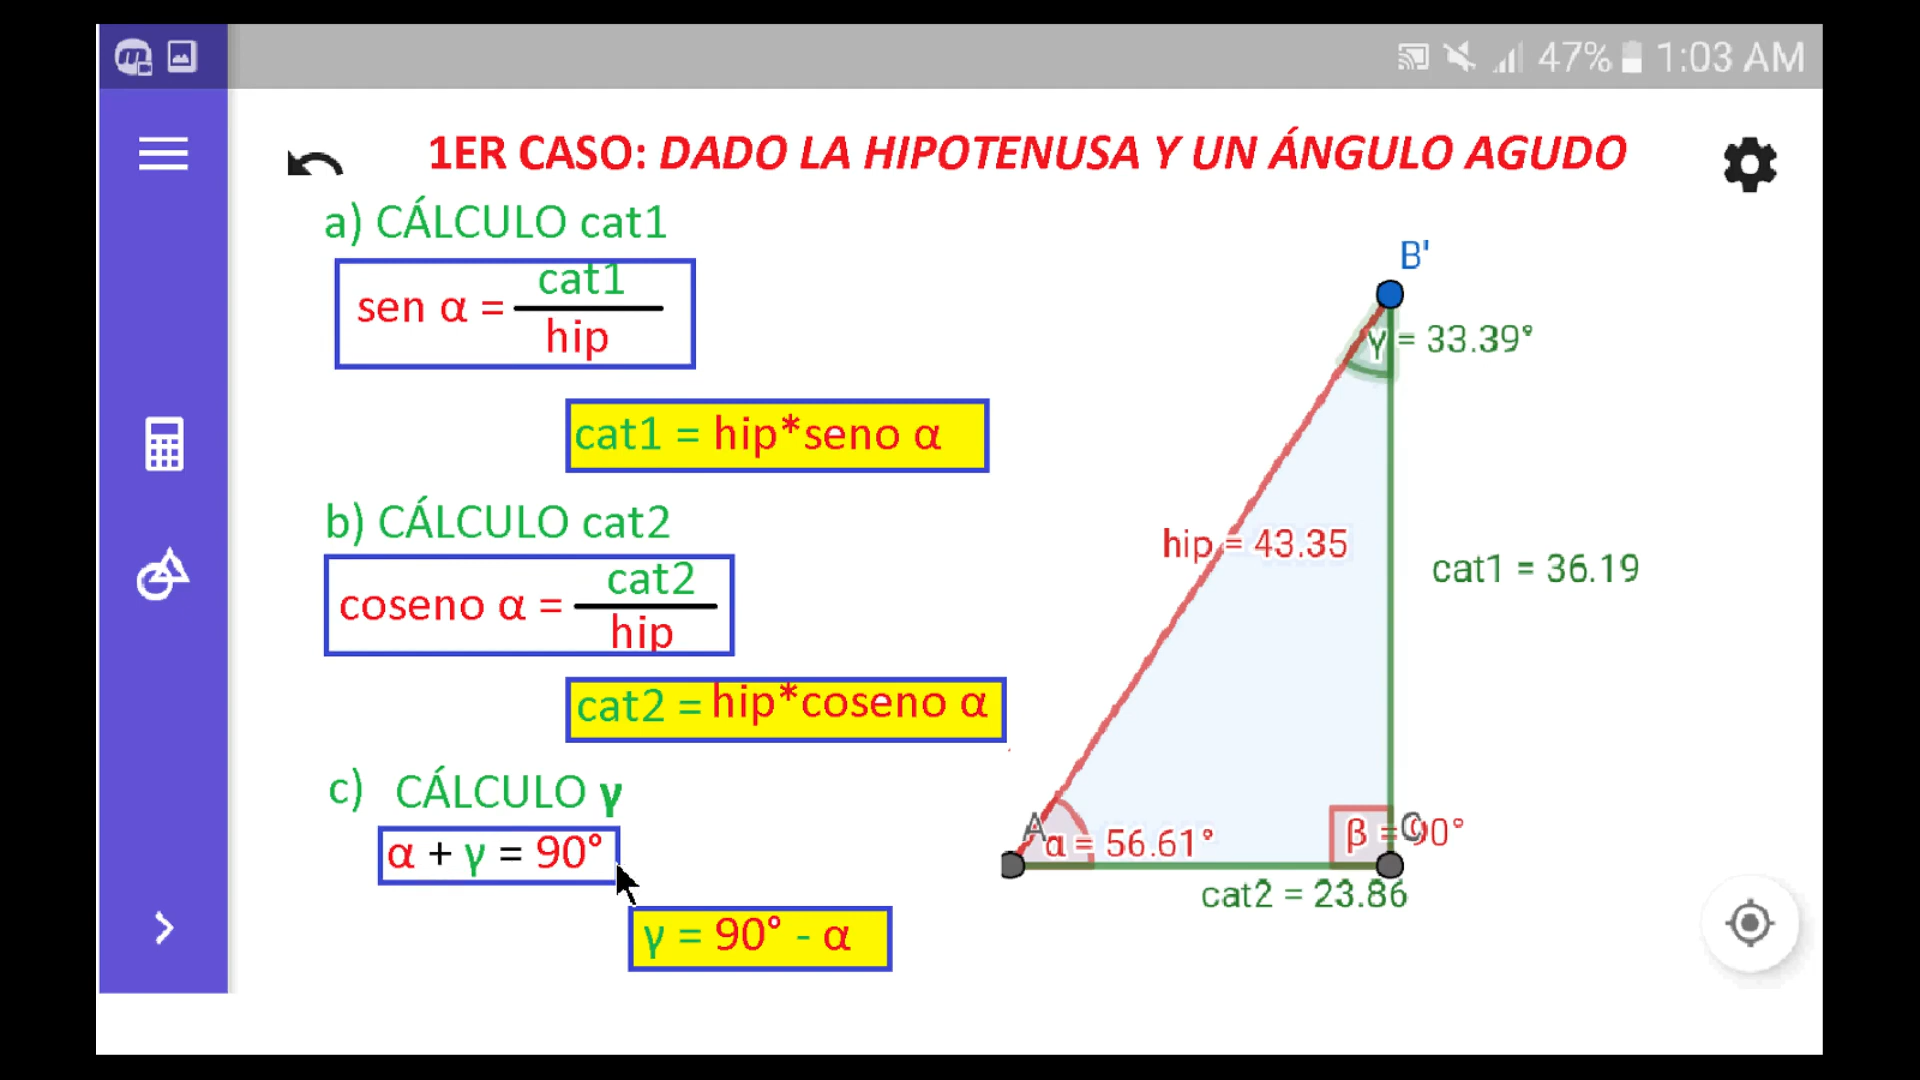 47% 1:03 AM
1ER CASO: DADO LA HIPOTENUSA Y UN ÁNGULO AGUDO
a) CÁLCULO cat1
sen α = cat1
hip
cat1 = hip*seno α
b) CÁLCULO cat2
coseno α = cat2
hip
cat2 = hip*coseno α
c) CÁLCULO γ
α + γ = 90°
γ = 90° - α
B'
γ = 33.39°
hip = 43.35
cat1 = 36.19
A
α = 56.61°
C
β = 90°
cat2 = 23.86